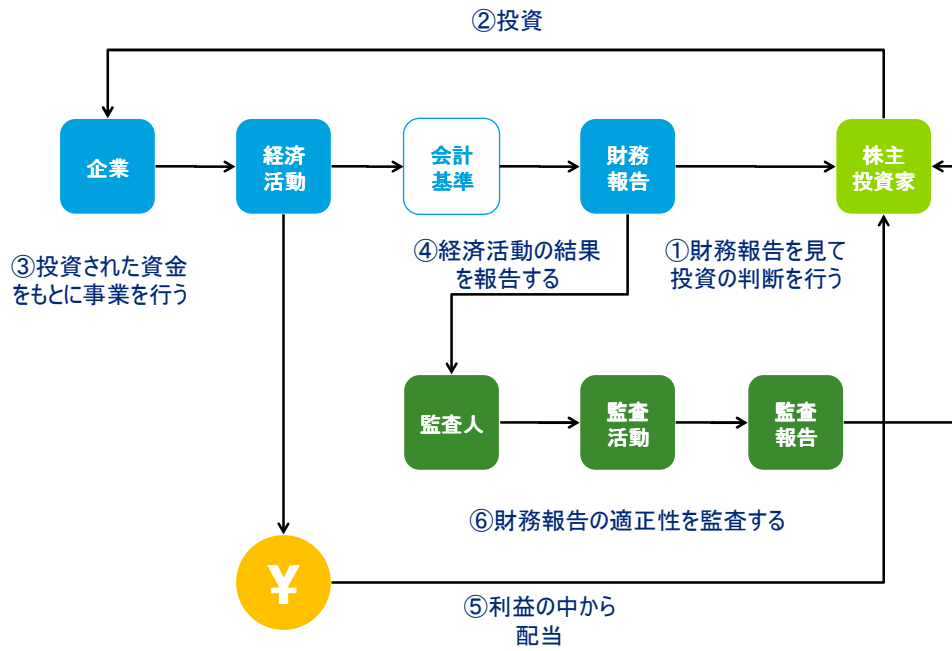 ②投資
企業
経済
活動
会計
基準
財務
報告
株主
投資家
③投資された資金
をもとに事業を行う
④経済活動の結果
を報告する
①財務報告を見て
投資の判断を行う
監査人
監査
活動
監査
報告
⑥財務報告の適正性を監査する
¥
⑤利益の中から
配当